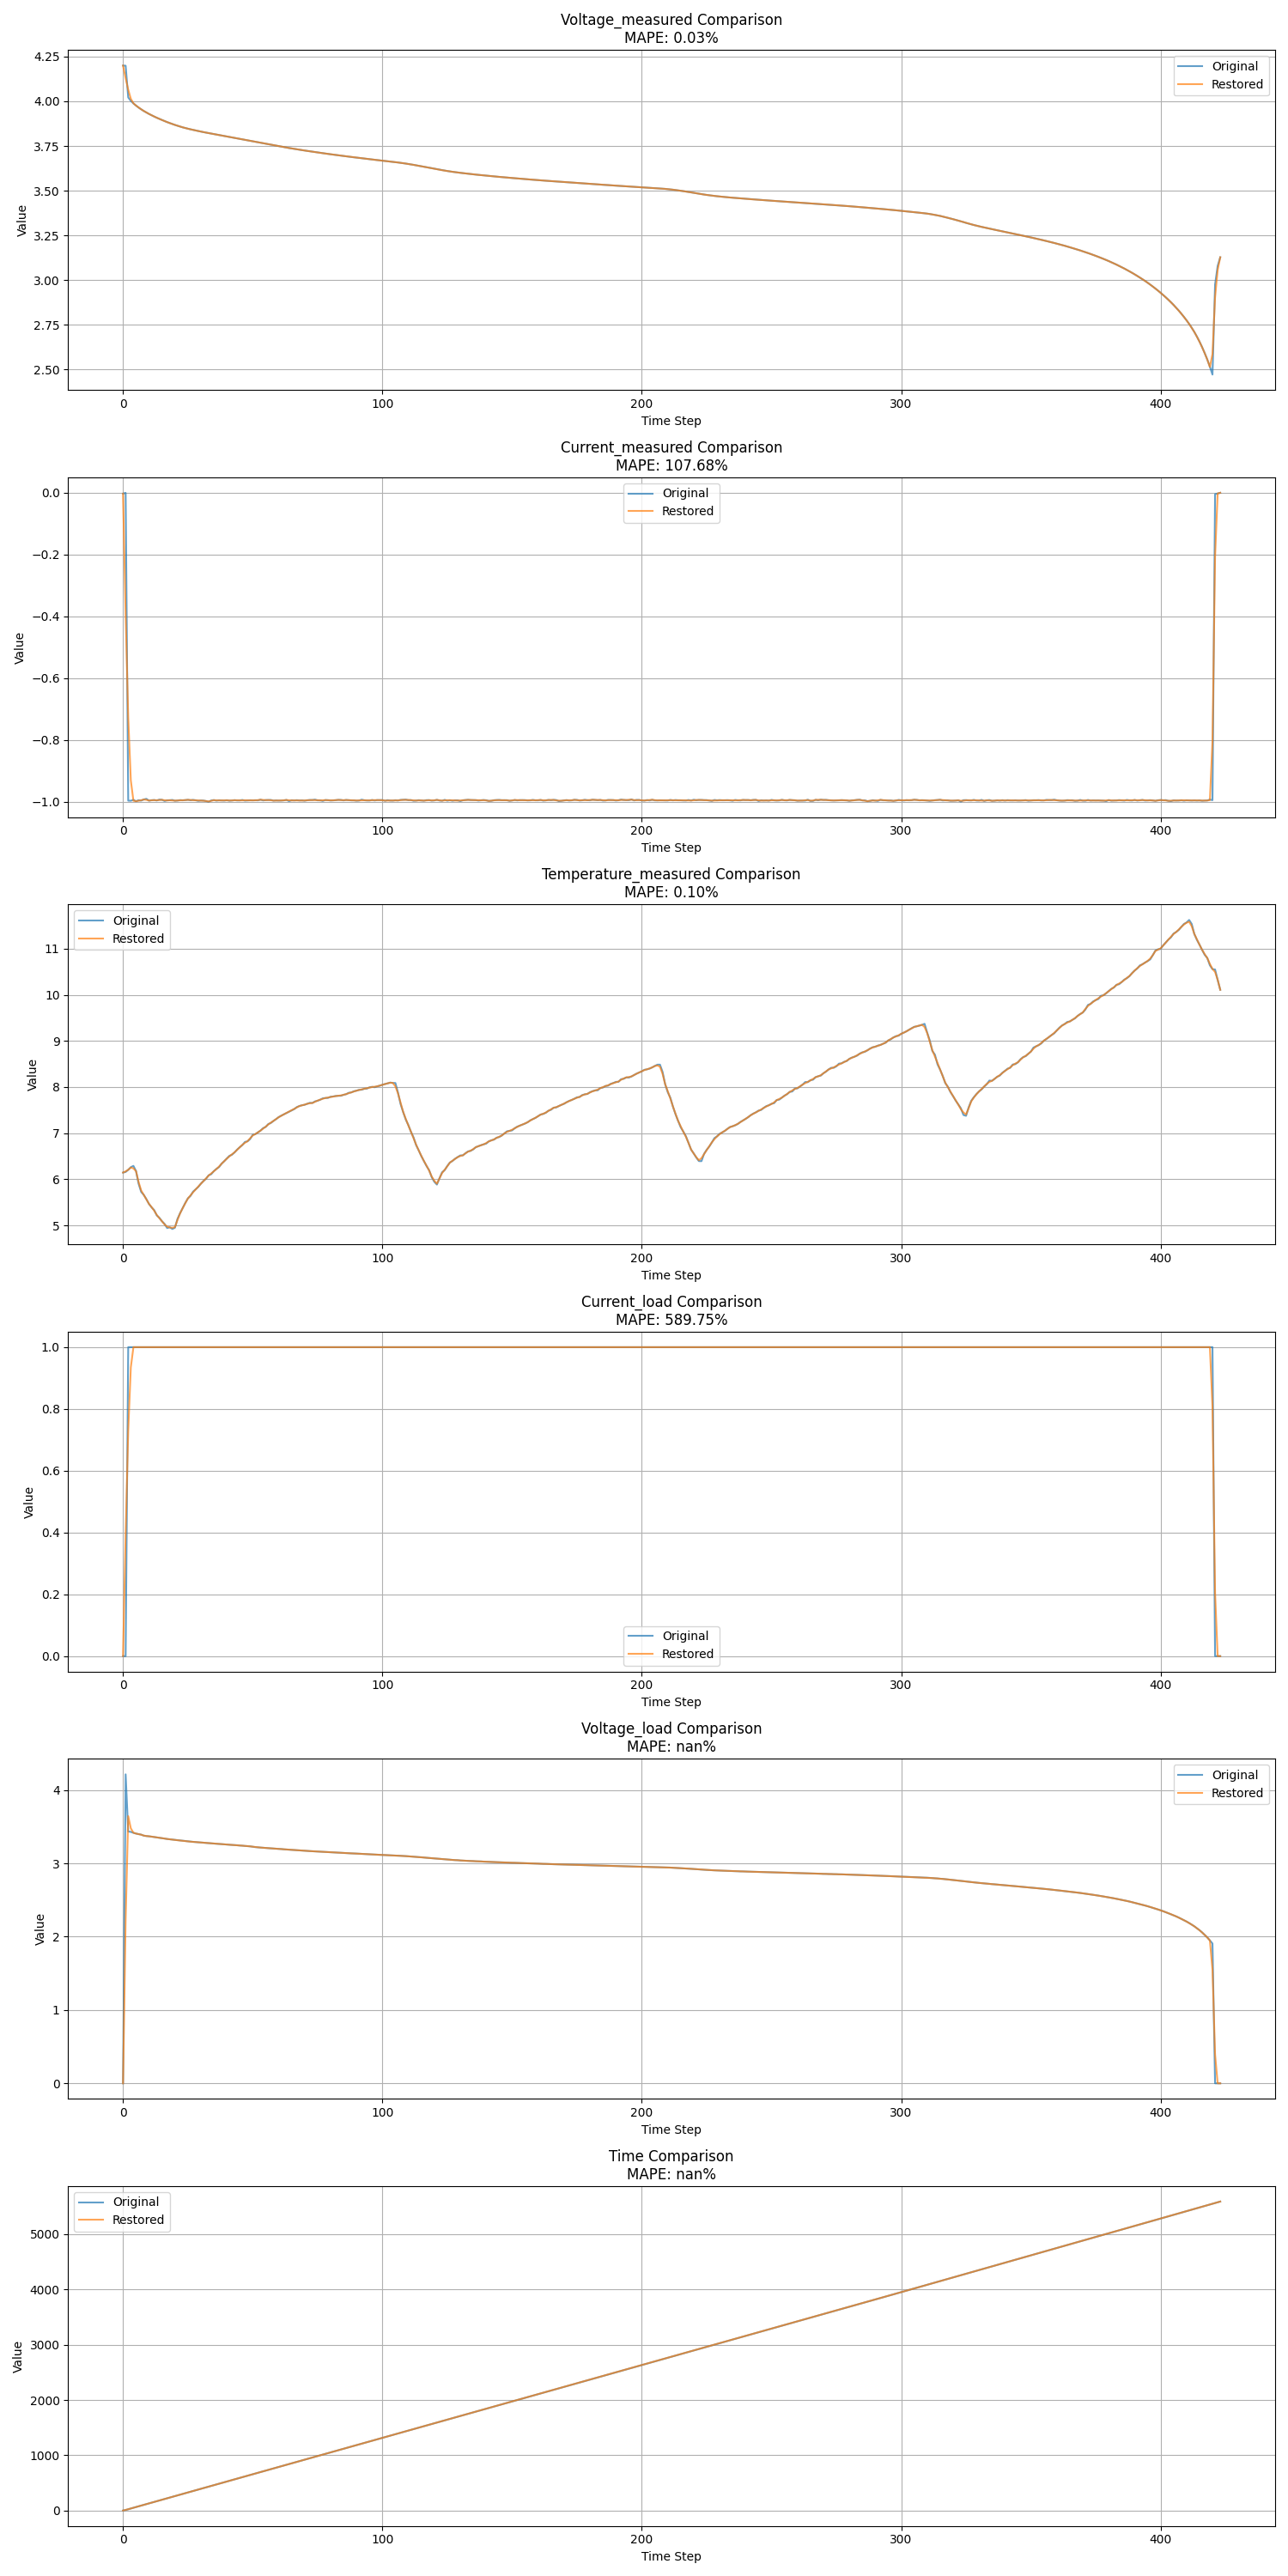 Voltage_measured Comparison
MAPE: 0.03%
4.25
4.00
3.75
3.50
3.25
3.00
2.75
2.50
Value
Original
Restored
0 100 200 300 400
Time Step
Current_measured Comparison
MAPE: 107.68%
0.0
−0.2
−0.4
−0.6
−0.8
−1.0
Value
Original
Restored
0 100 200 300 400
Time Step
Temperature_measured Comparison
MAPE: 0.10%
11
10
9
8
7
6
5
Value
Original
Restored
0 100 200 300 400
Time Step
Current_load Comparison
MAPE: 589.75%
1.0
0.8
0.6
0.4
0.2
0.0
Value
Original
Restored
0 100 200 300 400
Time Step
Voltage_load Comparison
MAPE: nan%
4
3
2
1
0
Value
Original
Restored
0 100 200 300 400
Time Step
Time Comparison
MAPE: nan%
5000
4000
3000
2000
1000
0
Value
Original
Restored
0 100 200 300 400
Time Step